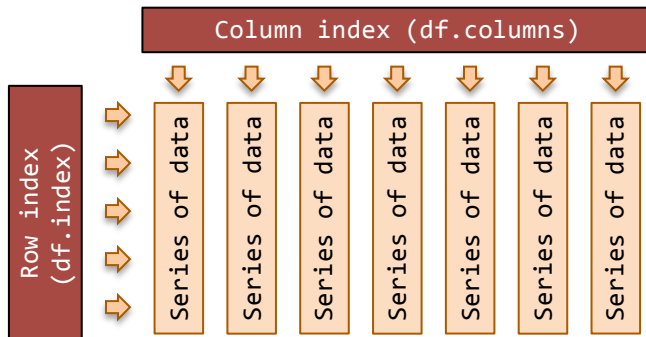 Column index (df.columns)
Row index
(df.index)
Series of data
Series of data
Series of data
Series of data
Series of data
Series of data
Series of data